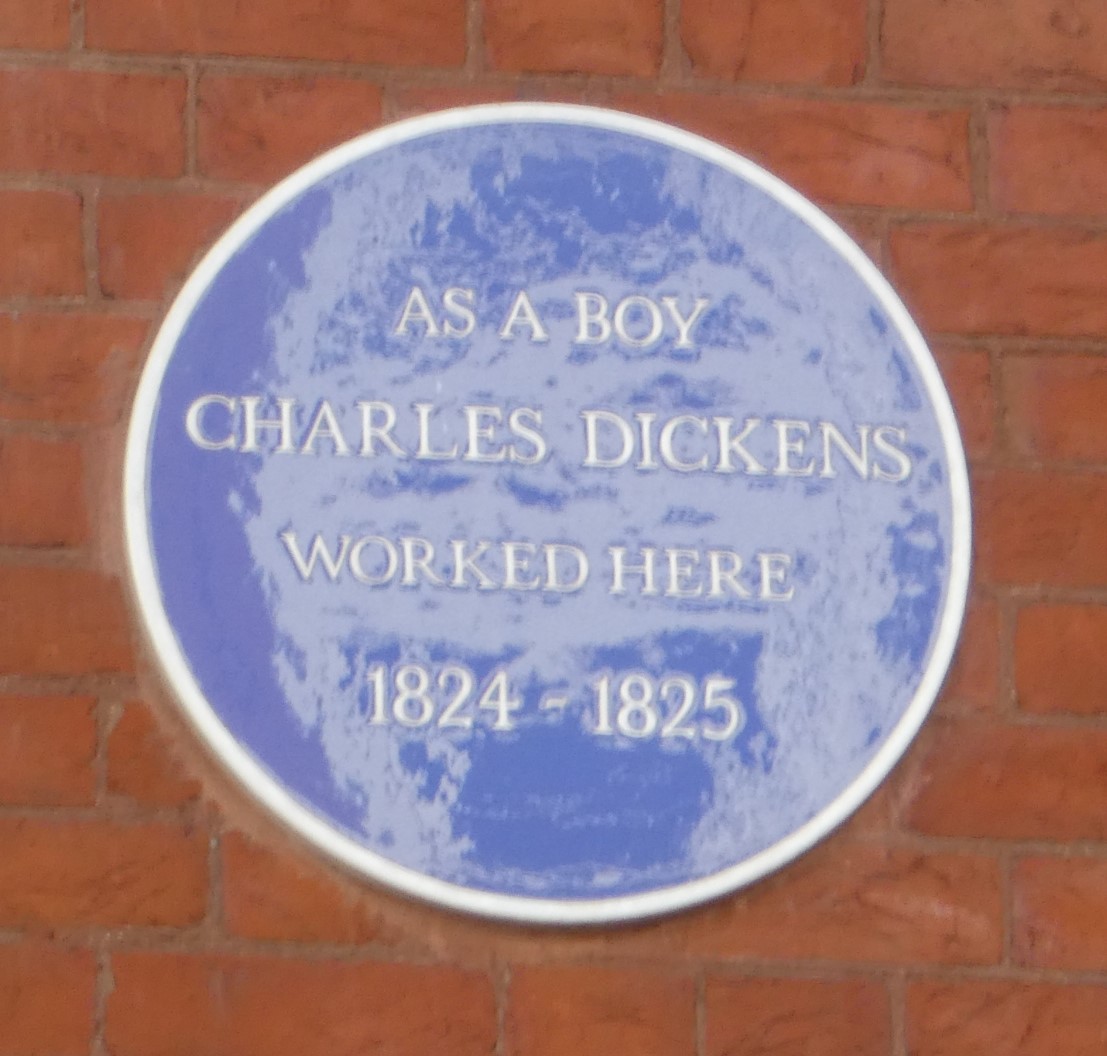 AS A BOY
CHARLES DICKENS
WORKED HERE
1824 - 1825